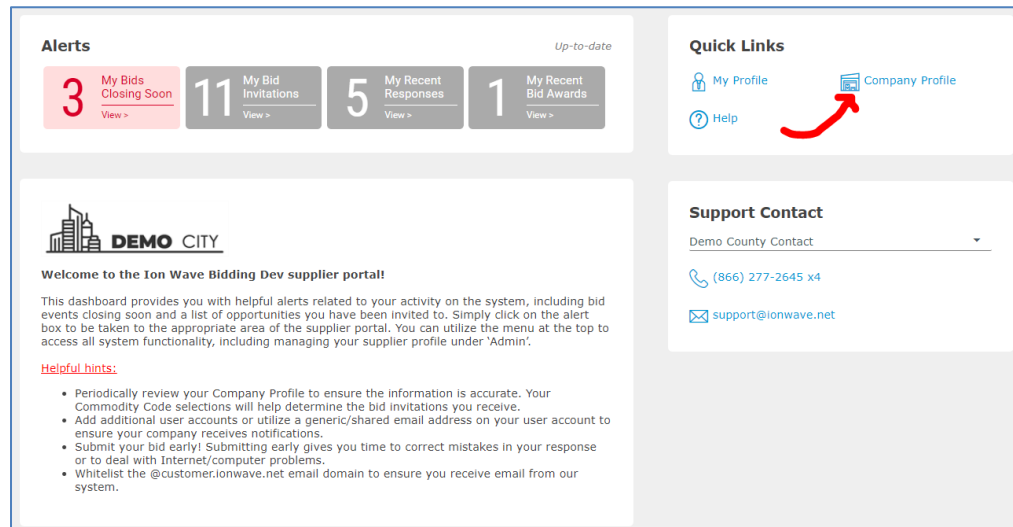 Alerts
Up-to-date
3
My Bids
Closing Soon
View >
11
My Bid
Invitations
View >
5
My Recent
Responses
View >
1
My Recent
Bid Awards
View >
Quick Links
My Profile
Company Profile
? Help
DEMO CITY
Welcome to the Ion Wave Bidding Dev supplier portal!
This dashboard provides you with helpful alerts related to your activity on the system, including bid
events closing soon and a list of opportunities you have been invited to. Simply click on the alert
box to be taken to the appropriate area of the supplier portal. You can utilize the menu at the top to
access all system functionality, including managing your supplier profile under ‘Admin’.
Helpful hints:
• Periodically review your Company Profile to ensure the information is accurate. Your
Commodity Code selections will help determine the bid invitations you receive.
• Add additional user accounts or utilize a generic/shared email address on your user account to
ensure your company receives notifications.
• Submit your bid early! Submitting early gives you time to correct mistakes in your response
or to deal with Internet/computer problems.
• Whitelist the @customer.ionwave.net email domain to ensure you receive email from our
system.
Support Contact
Demo County Contact
(866) 277-2645 x4
support@ionwave.net